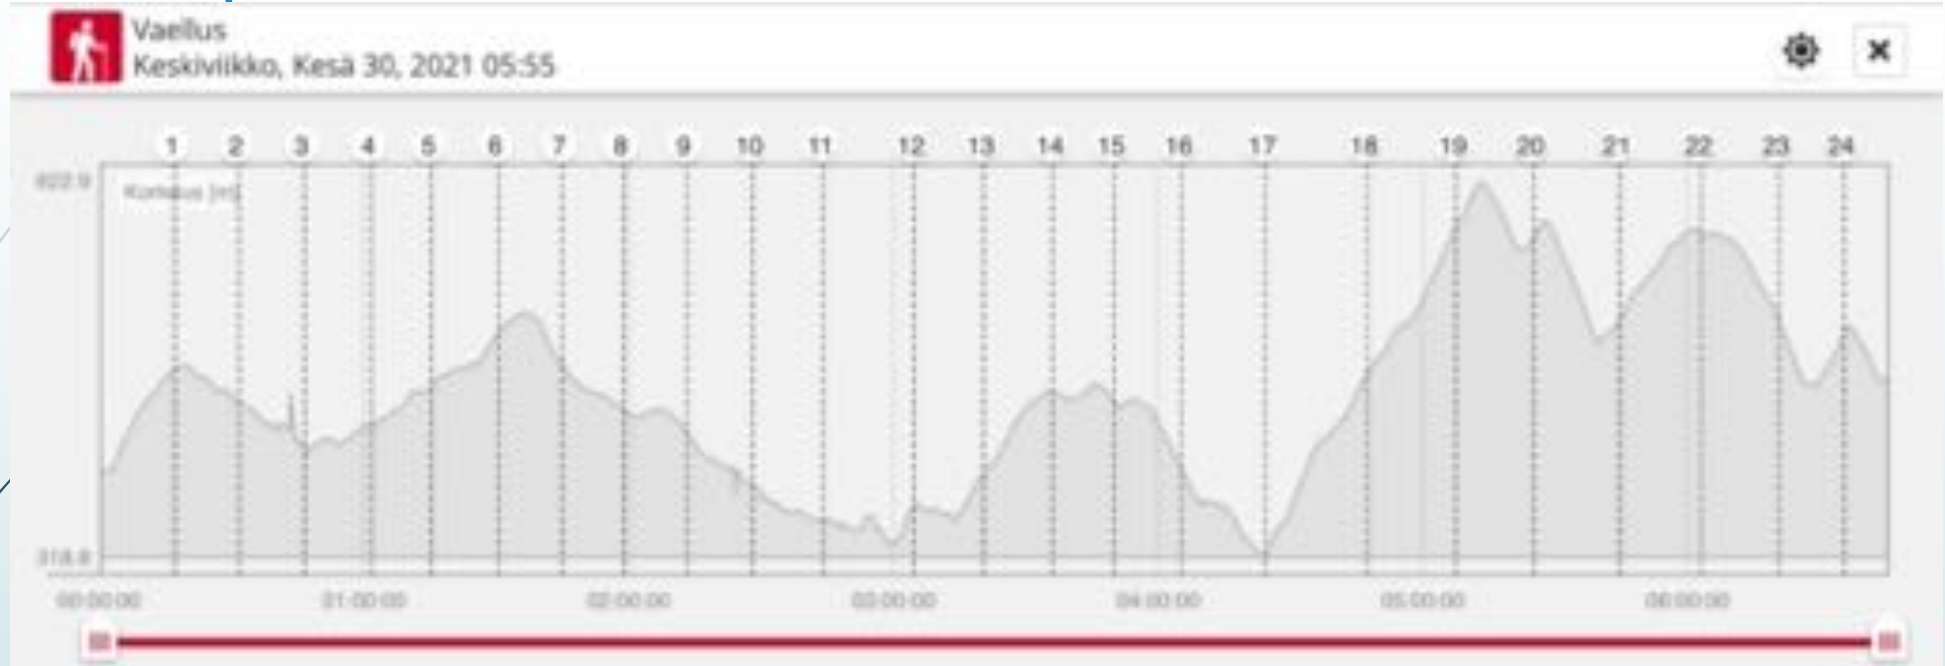 Vaellus
Keskiviikko, Kesä 30, 2021 05:55
1 2 3 4 5 6 7 8 9 10 11 12 13 14 15 16 17 18 19 20 21 22 23 24
Korkeus [m]
318.8
00:00:00 01:00:00 02:00:00 03:00:00 04:00:00 05:00:00 06:00:00